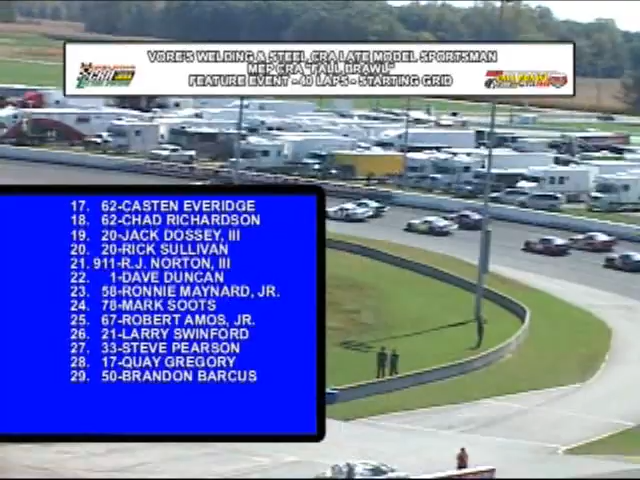 VORE'S WELDING & STEEL CRA LATE MODEL SPORTSMAN
MEP CRA "FALL BRAWL"
FEATURE EVENT - 40 LAPS - STARTING GRID
17. 62-CASTEN EVERIDGE
18. 62-CHAD RICHARDSON
19. 20-JACK DOSSEY, III
20. 20-RICK SULLIVAN
21. 911-R.J. NORTON, III
22. 1-DAVE DUNCAN
23. 58-RONNIE MAYNARD, JR.
24. 78-MARK SOOTS
25. 67-ROBERT AMOS, JR.
26. 21-LARRY SWINFORD
27. 33-STEVE PEARSON
28. 17-QUAY GREGORY
29. 50-BRANDON BARCUS